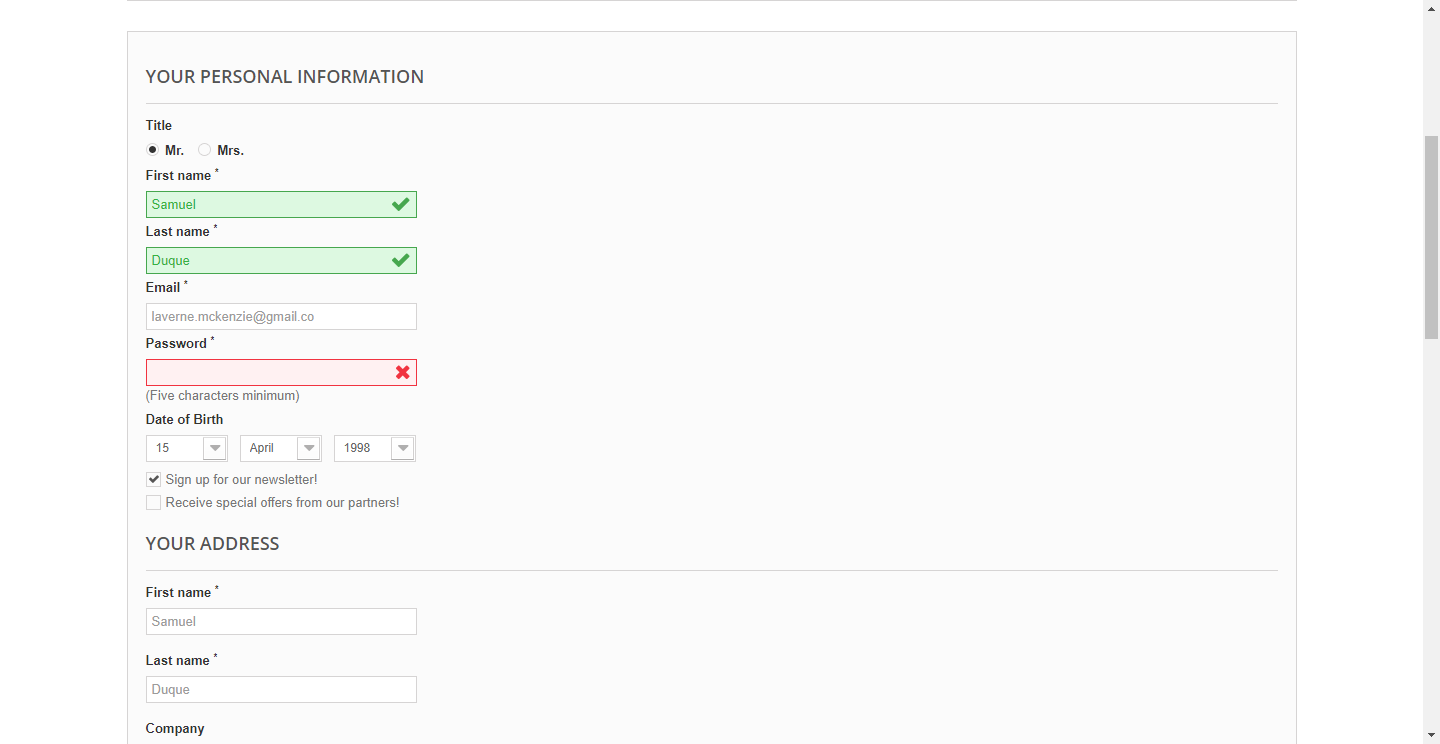 YOUR PERSONAL INFORMATION
Title
Mr. Mrs.
First name *
Samuel
Last name *
Duque
Email *
laverne.mckenzie@gmail.co
Password *
(Five characters minimum)
Date of Birth
15 April 1998
Sign up for our newsletter!
Receive special offers from our partners!
YOUR ADDRESS
First name *
Samuel
Last name *
Duque
Company